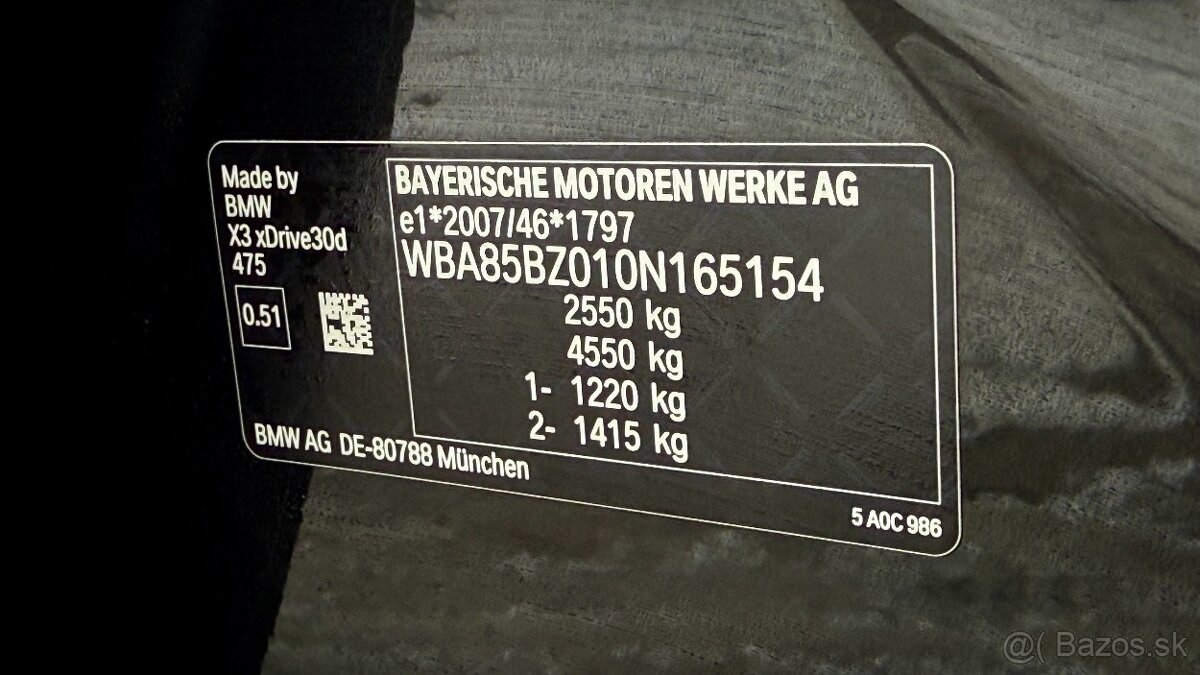 Made by
BMW
X3 xDrive30d
475
0.51
BAYERISCHE MOTOREN WERKE AG
e1*2007/46*1797
WBA85BZ010N165154
2550 kg
4550 kg
1- 1220 kg
2- 1415 kg
BMW AG DE-80788 München
5 A0C 986
@( Bazos.sk